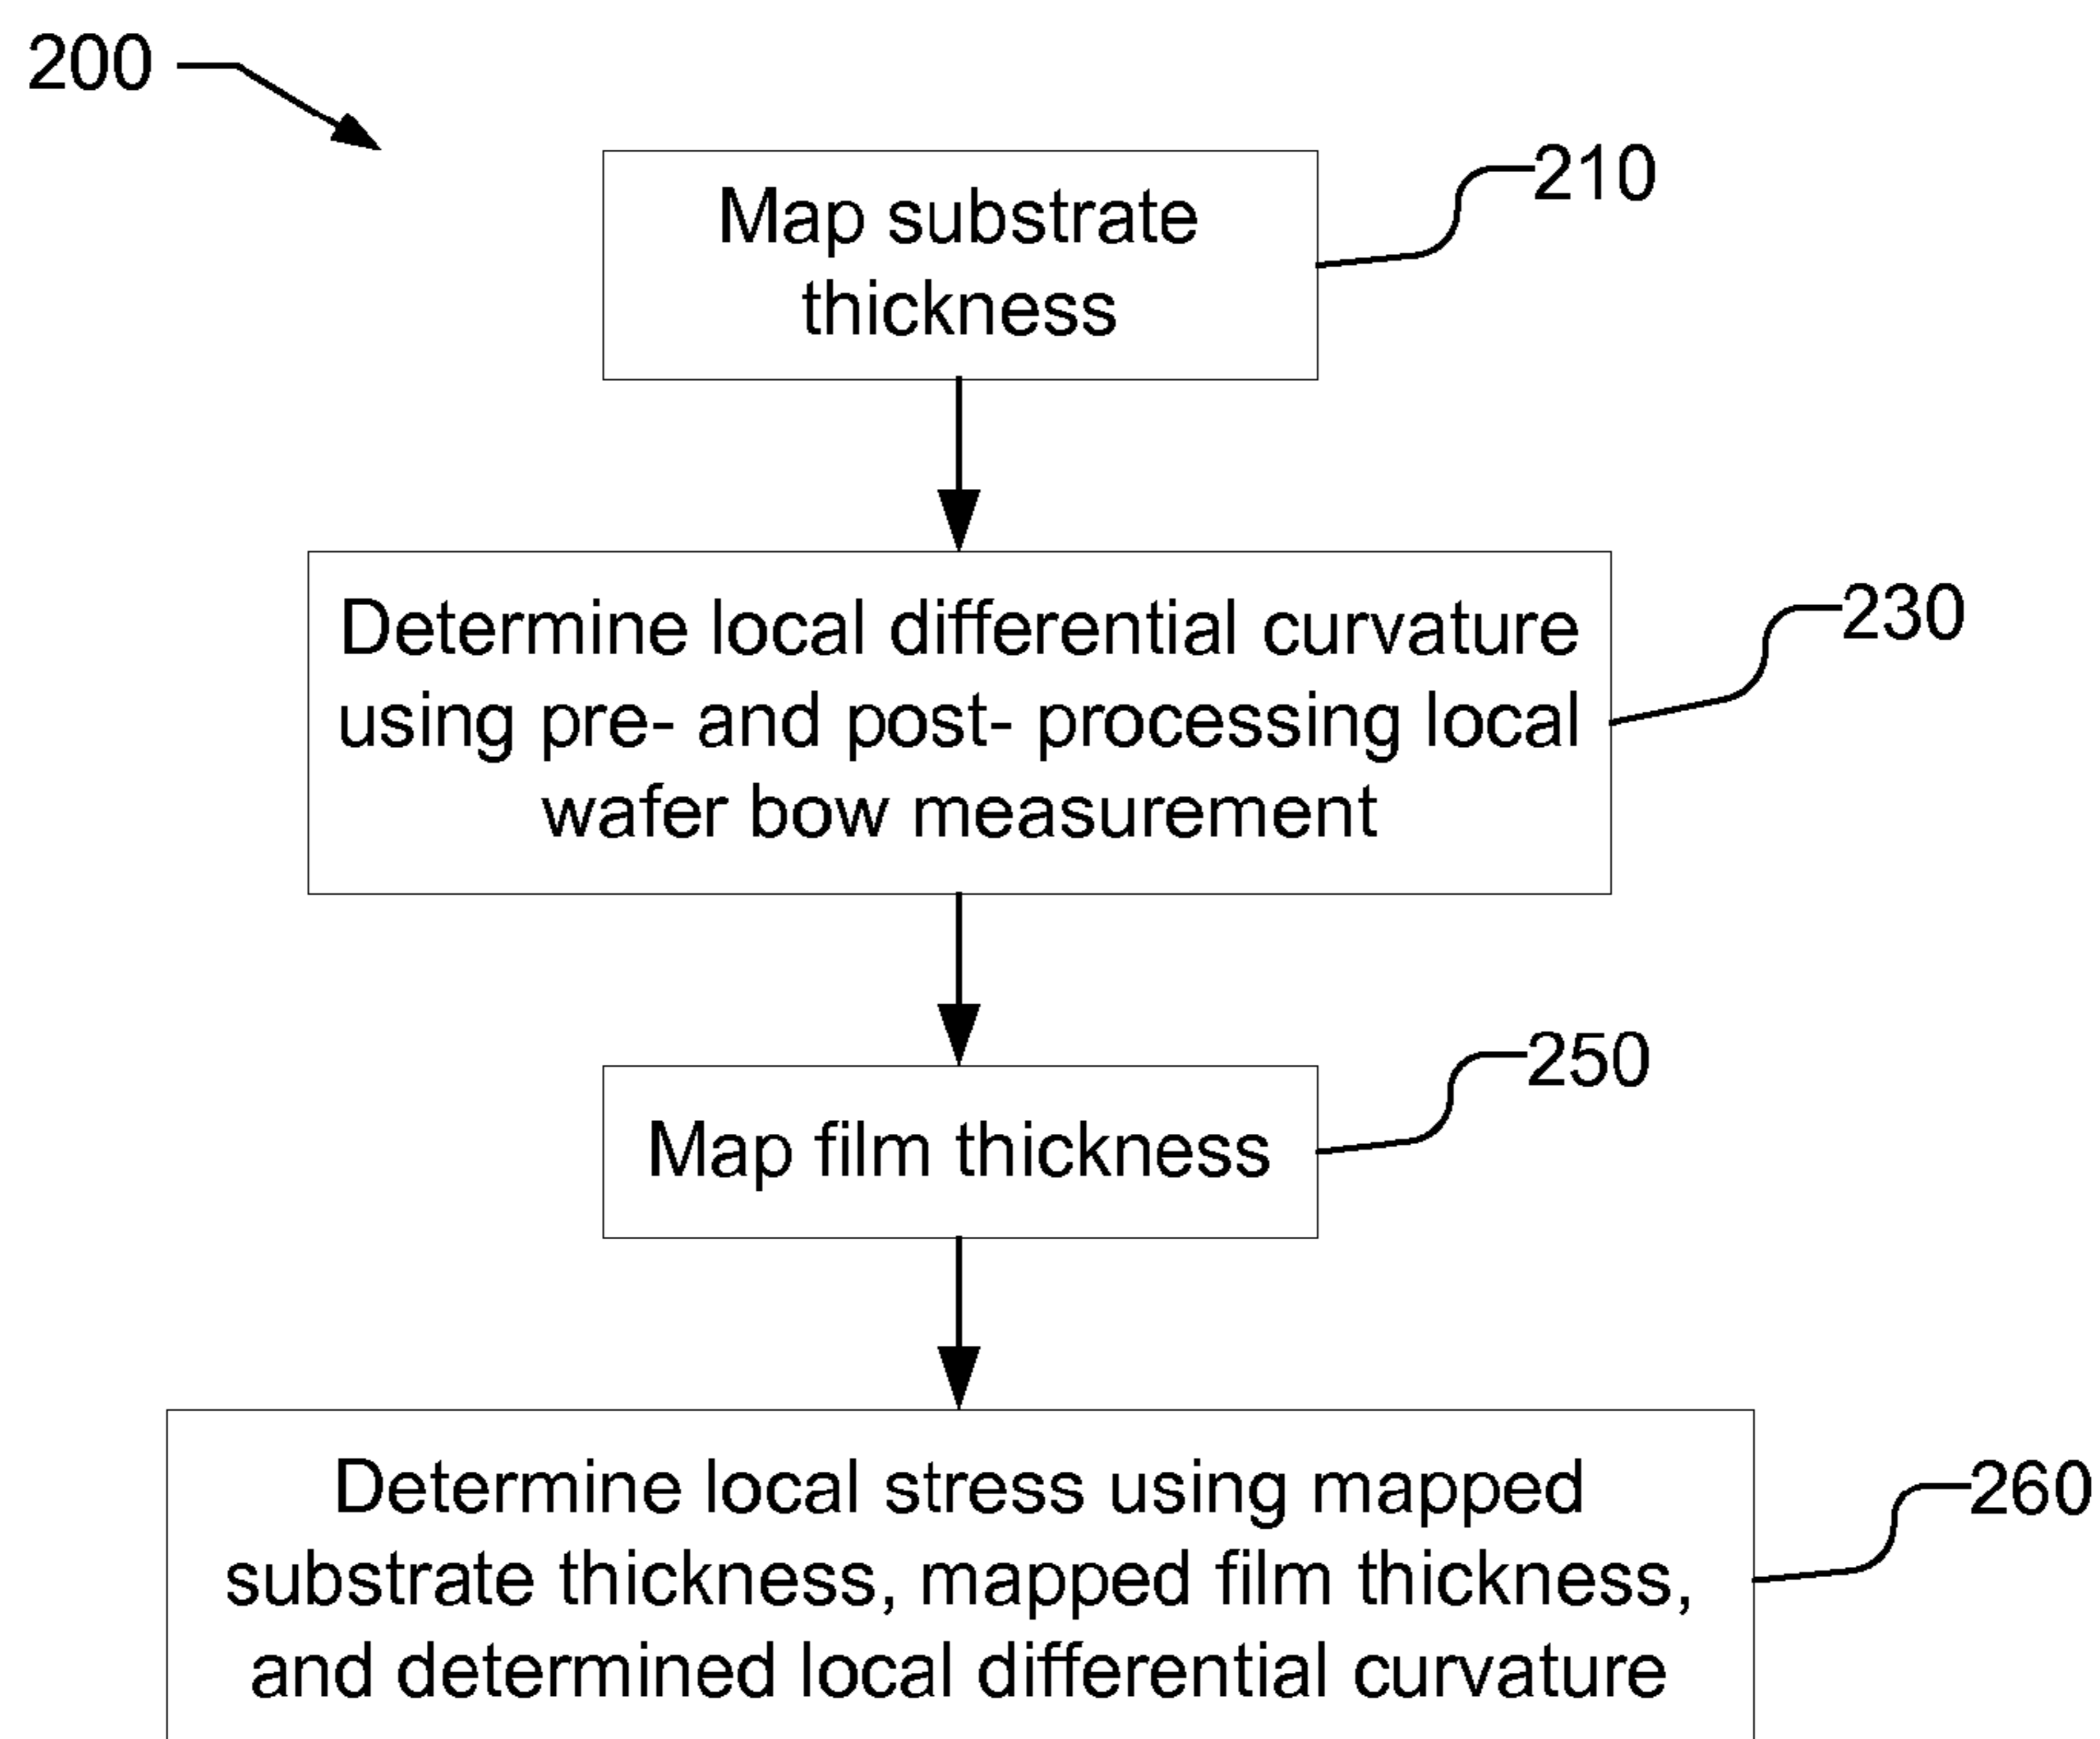 200
210
Map substrate
thickness
230
Determine local differential curvature
using pre- and post- processing local
wafer bow measurement
250
Map film thickness
260
Determine local stress using mapped
substrate thickness, mapped film thickness,
and determined local differential curvature